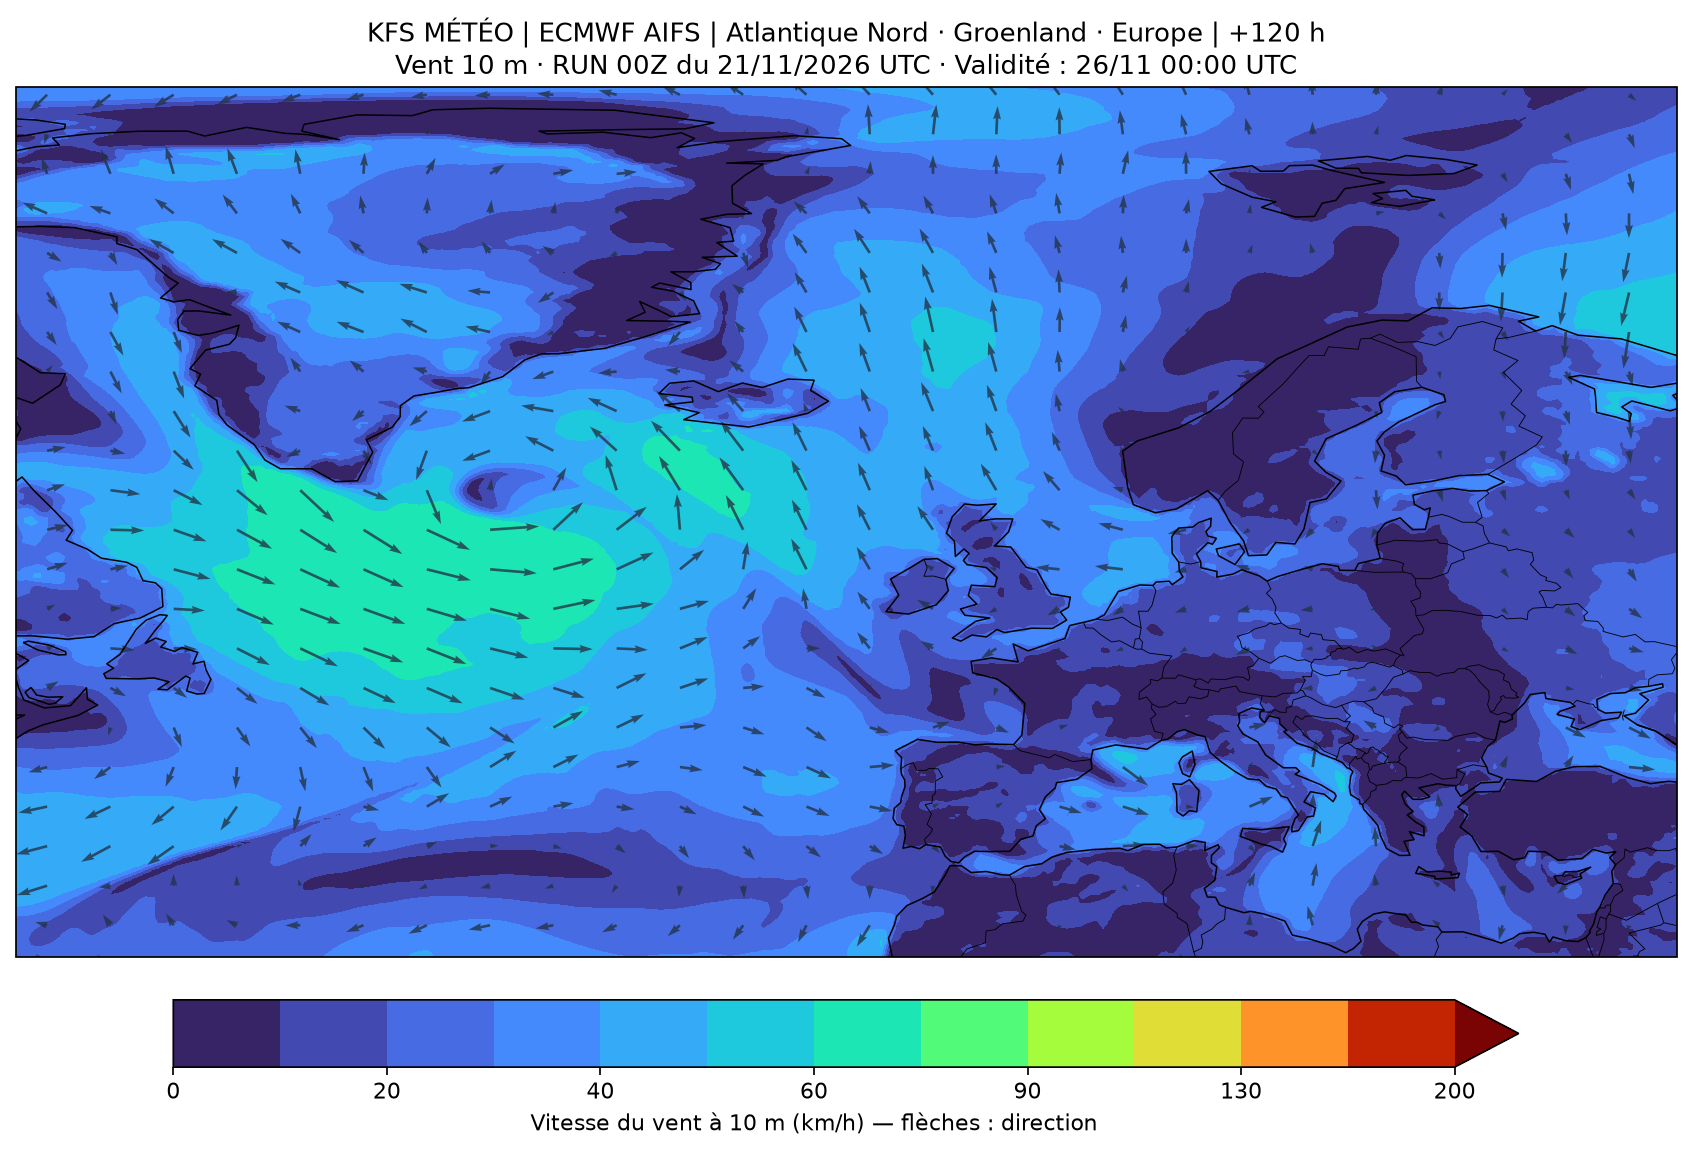 KFS MÉTÉO | ECMWF AIFS | Atlantique Nord · Groenland · Europe | +120 h
Vent 10 m · RUN 00Z du 21/11/2026 UTC · Validité : 26/11 00:00 UTC
0 20 40 60 90 130 200
Vitesse du vent à 10 m (km/h) — flèches : direction